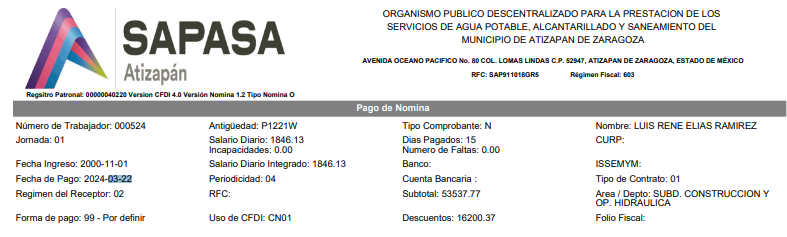 SAPASA
Atizapán
ORGANISMO PUBLICO DESCENTRALIZADO PARA LA PRESTACION DE LOS
SERVICIOS DE AGUA POTABLE, ALCANTARILLADO Y SANEAMIENTO DEL
MUNICIPIO DE ATIZAPAN DE ZARAGOZA
AVENIDA OCEANO PACIFICO No. 80 COL. LOMAS LINDAS C.P. 52947, ATIZAPAN DE ZARAGOZA, ESTADO DE MÉXICO
RFC: SAP911018GR5 Régimen Fiscal: 603
Regsitro Patronal: 00000040220 Version CFDI 4.0 Versión Nomina 1.2 Tipo Nomina O
Pago de Nomina
Número de Trabajador: 000524 Antigüedad: P1221W Tipo Comprobante: N Nombre: LUIS RENE ELIAS RAMIREZ
Jornada: 01 Salario Diario: 1846.13 Dias Pagados: 15 CURP:
Incapacidades: 0.00 Numero de Faltas: 0.00
Fecha Ingreso: 2000-11-01 Salario Diario Integrado: 1846.13 Banco: ISSEMYM:
Fecha de Pago: 2024-03-22 Periodicidad: 04 Cuenta Bancaria : Tipo de Contrato: 01
Regimen del Receptor: 02 RFC: Subtotal: 53537.77 Area / Depto: SUBD. CONSTRUCCION Y
OP. HIDRAULICA
Forma de pago: 99 - Por definir Uso de CFDI: CN01 Descuentos: 16200.37 Folio Fiscal: